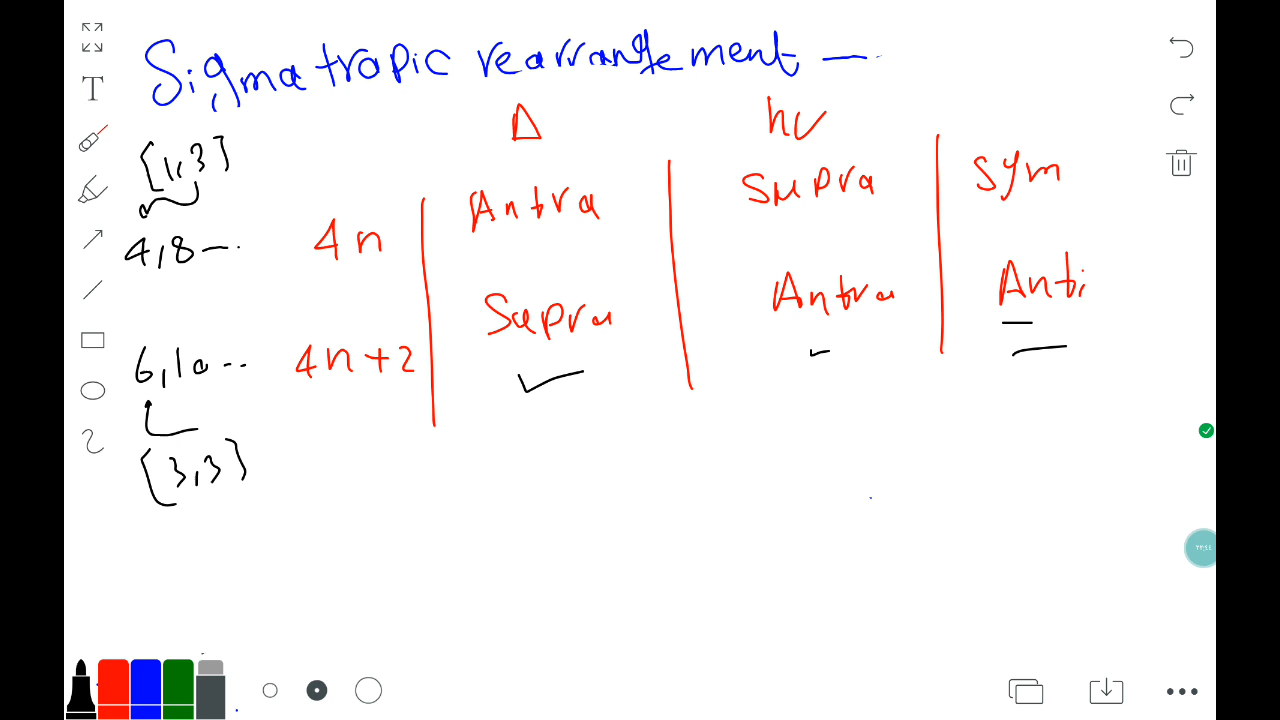 Sigmatropic rearrangement —
Δ hν
[1,3]
Antra Supra Sym
4,8 --- 4n
Supra Antra Anti
6,10 -- 4n+2
[3,3]
T